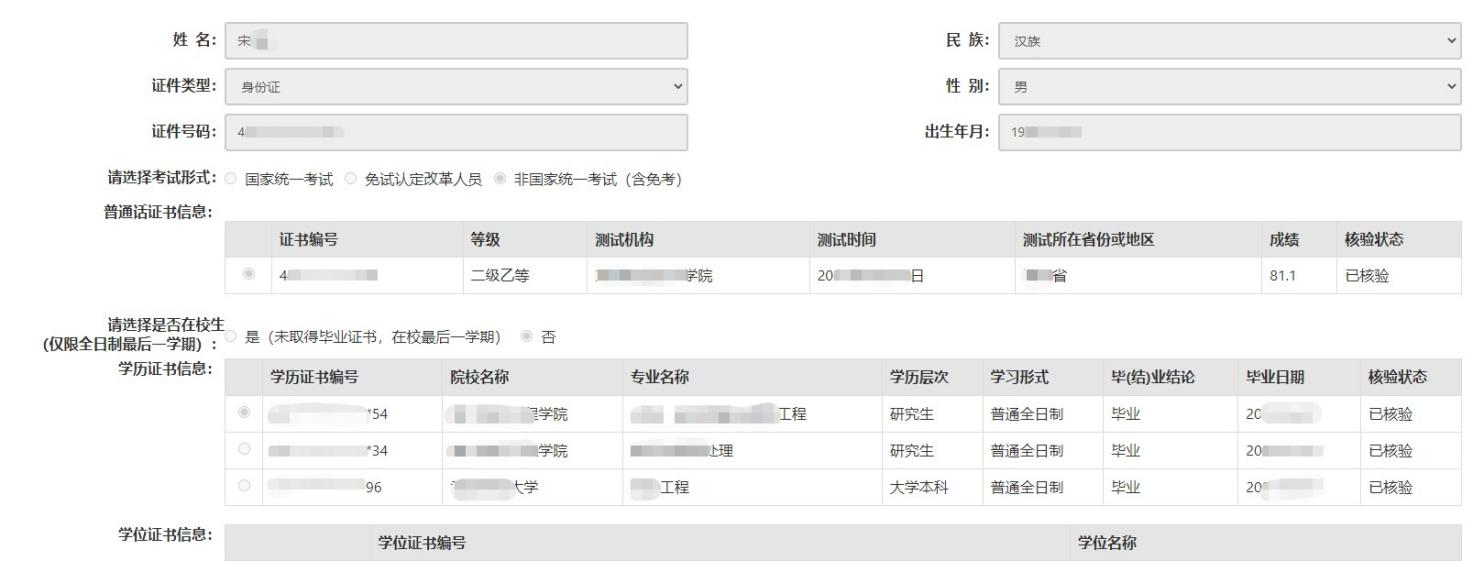 姓 名： 宋 民 族： 汉族
证件类型： 身份证 性 别： 男
证件号码： 4 出生年月： 19
请选择考试形式： 国家统一考试 免试认定改革人员 非国家统一考试（含免考）
普通话证书信息：
证书编号 等级 测试机构 测试时间 测试所在省份或地区 成绩 核验状态
4 二级乙等 学院 20 日 省 81.1 已核验
请选择是否在校生
(仅限全日制最后一学期)： 是（未取得毕业证书，在校最后一学期） 否
学历证书信息：
学历证书编号 院校名称 专业名称 学历层次 学习形式 毕(结)业结论 毕业日期 核验状态
*54 学院 工程 研究生 普通全日制 毕业 20 已核验
*34 学院 处理 研究生 普通全日制 毕业 20 已核验
96 大学 工程 大学本科 普通全日制 毕业 20 已核验
学位证书信息：
学位证书编号 学位名称